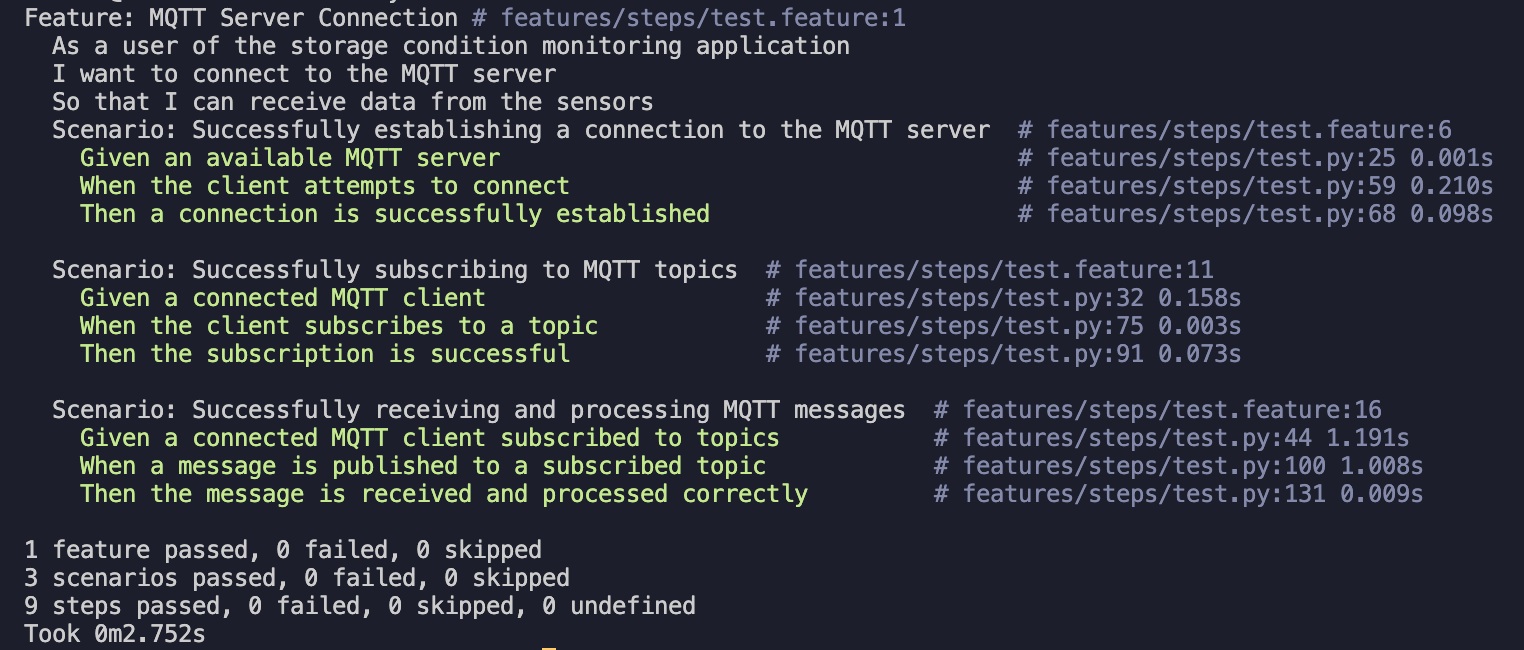 Feature: MQTT Server Connection # features/steps/test.feature:1
As a user of the storage condition monitoring application
I want to connect to the MQTT server
So that I can receive data from the sensors
Scenario: Successfully establishing a connection to the MQTT server # features/steps/test.feature:6
Given an available MQTT server # features/steps/test.py:25 0.001s
When the client attempts to connect # features/steps/test.py:59 0.210s
Then a connection is successfully established # features/steps/test.py:68 0.098s
Scenario: Successfully subscribing to MQTT topics # features/steps/test.feature:11
Given a connected MQTT client # features/steps/test.py:32 0.158s
When the client subscribes to a topic # features/steps/test.py:75 0.003s
Then the subscription is successful # features/steps/test.py:91 0.073s
Scenario: Successfully receiving and processing MQTT messages # features/steps/test.feature:16
Given a connected MQTT client subscribed to topics # features/steps/test.py:44 1.191s
When a message is published to a subscribed topic # features/steps/test.py:100 1.008s
Then the message is received and processed correctly # features/steps/test.py:131 0.009s
1 feature passed, 0 failed, 0 skipped
3 scenarios passed, 0 failed, 0 skipped
9 steps passed, 0 failed, 0 skipped, 0 undefined
Took 0m2.752s